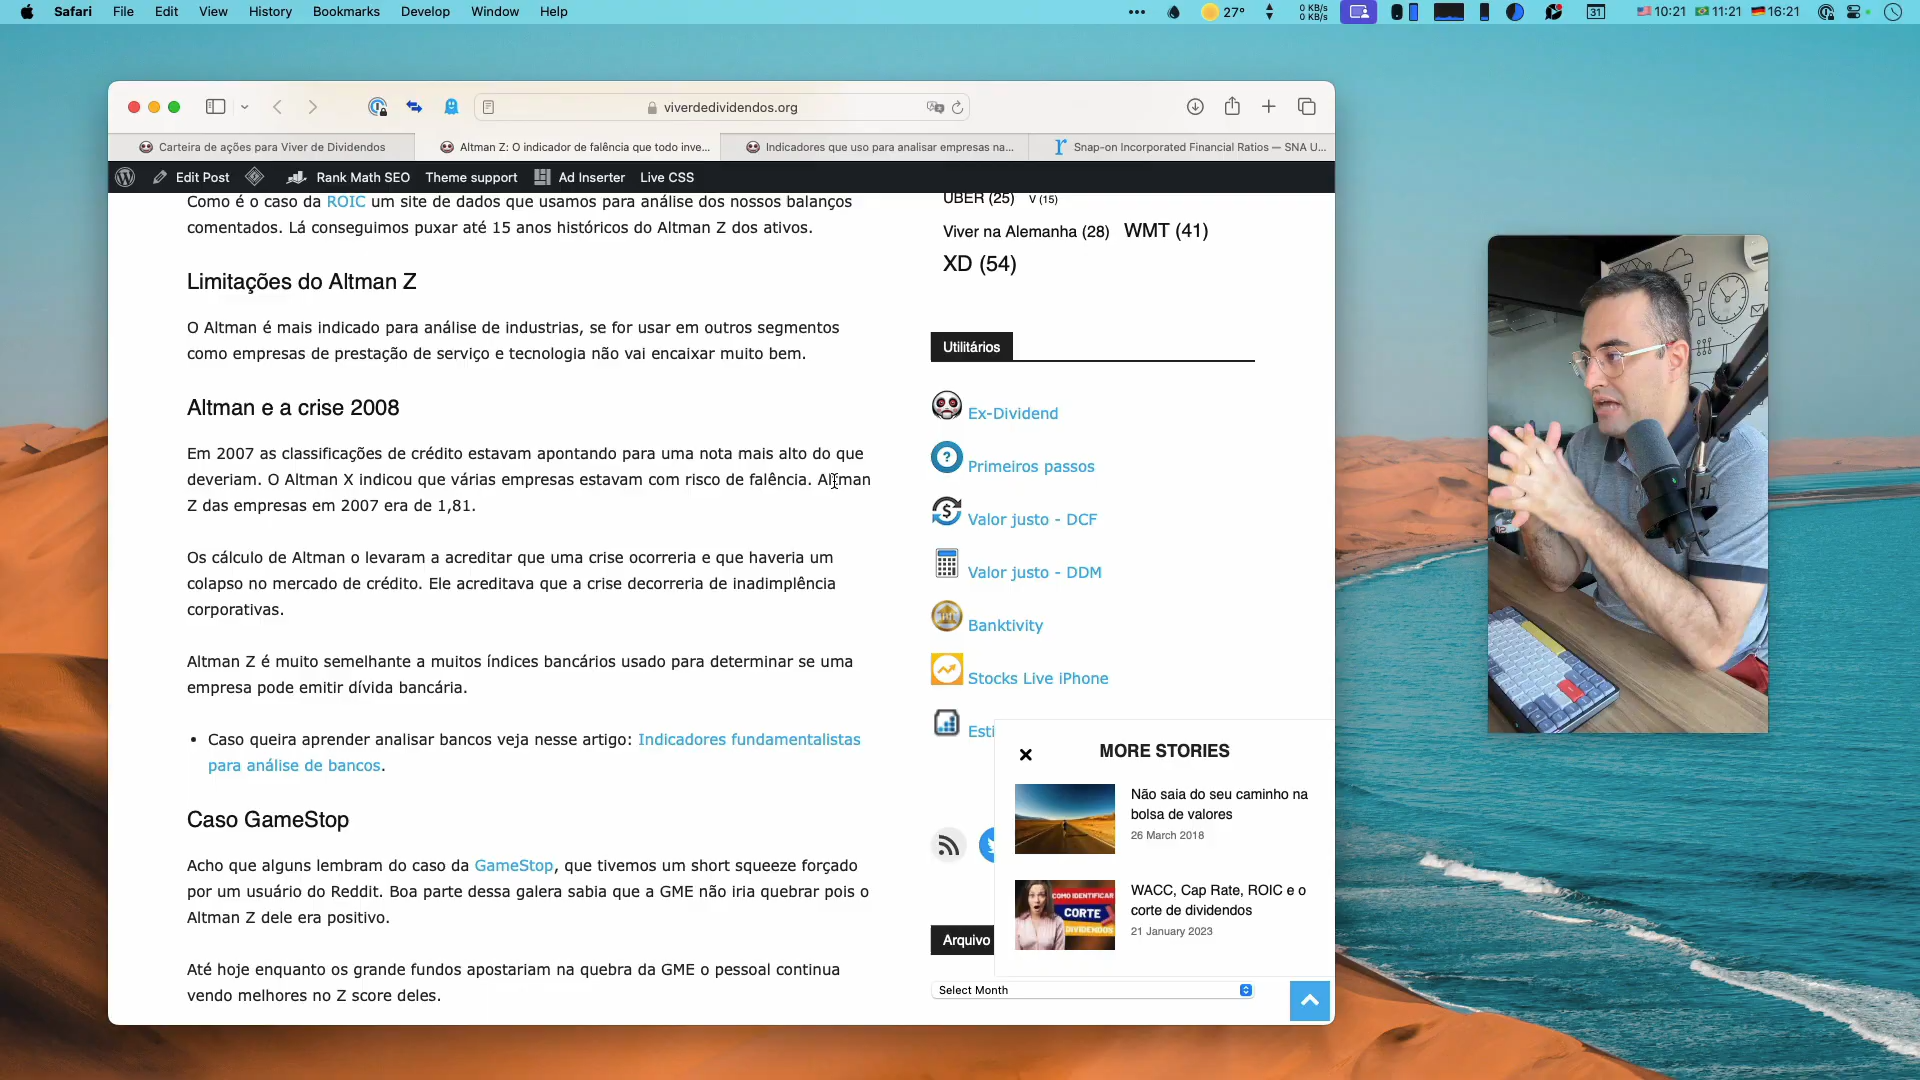 Safari File Edit View History Bookmarks Develop Window Help
27° 0 KB/s 0 KB/s 31 10:21 11:21 16:21
viverdedividendos.org
Carteira de ações para Viver de Dividendos
Altman Z: O indicador de falência que todo inve...
Indicadores que uso para analisar empresas na...
Snap-on Incorporated Financial Ratios — SNA U...
Edit Post Rank Math SEO Theme support Ad Inserter Live CSS
Como é o caso da ROIC um site de dados que usamos para análise dos nossos balanços
comentados. Lá conseguimos puxar até 15 anos históricos do Altman Z dos ativos.
Limitações do Altman Z
O Altman é mais indicado para análise de industrias, se for usar em outros segmentos
como empresas de prestação de serviço e tecnologia não vai encaixar muito bem.
Altman e a crise 2008
Em 2007 as classificações de crédito estavam apontando para uma nota mais alto do que
deveriam. O Altman X indicou que várias empresas estavam com risco de falência. Altman
Z das empresas em 2007 era de 1,81.
Os cálculo de Altman o levaram a acreditar que uma crise ocorreria e que haveria um
colapso no mercado de crédito. Ele acreditava que a crise decorreria de inadimplência
corporativas.
Altman Z é muito semelhante a muitos índices bancários usado para determinar se uma
empresa pode emitir dívida bancária.
• Caso queira aprender analisar bancos veja nesse artigo: Indicadores fundamentalistas
para análise de bancos.
Caso GameStop
Acho que alguns lembram do caso da GameStop, que tivemos um short squeeze forçado
por um usuário do Reddit. Boa parte dessa galera sabia que a GME não iria quebrar pois o
Altman Z dele era positivo.
Até hoje enquanto os grande fundos apostariam na quebra da GME o pessoal continua
vendo melhores no Z score deles.
UBER (25) V (15)
Viver na Alemanha (28) WMT (41)
XD (54)
Utilitários
Ex-Dividend
Primeiros passos
Valor justo - DCF
Valor justo - DDM
Banktivity
Stocks Live iPhone
Esti
MORE STORIES
Não saia do seu caminho na
bolsa de valores
26 March 2018
COMO IDENTIFICAR
CORTE
DIVIDENDOS
WACC, Cap Rate, ROIC e o
corte de dividendos
21 January 2023
Arquivo
Select Month